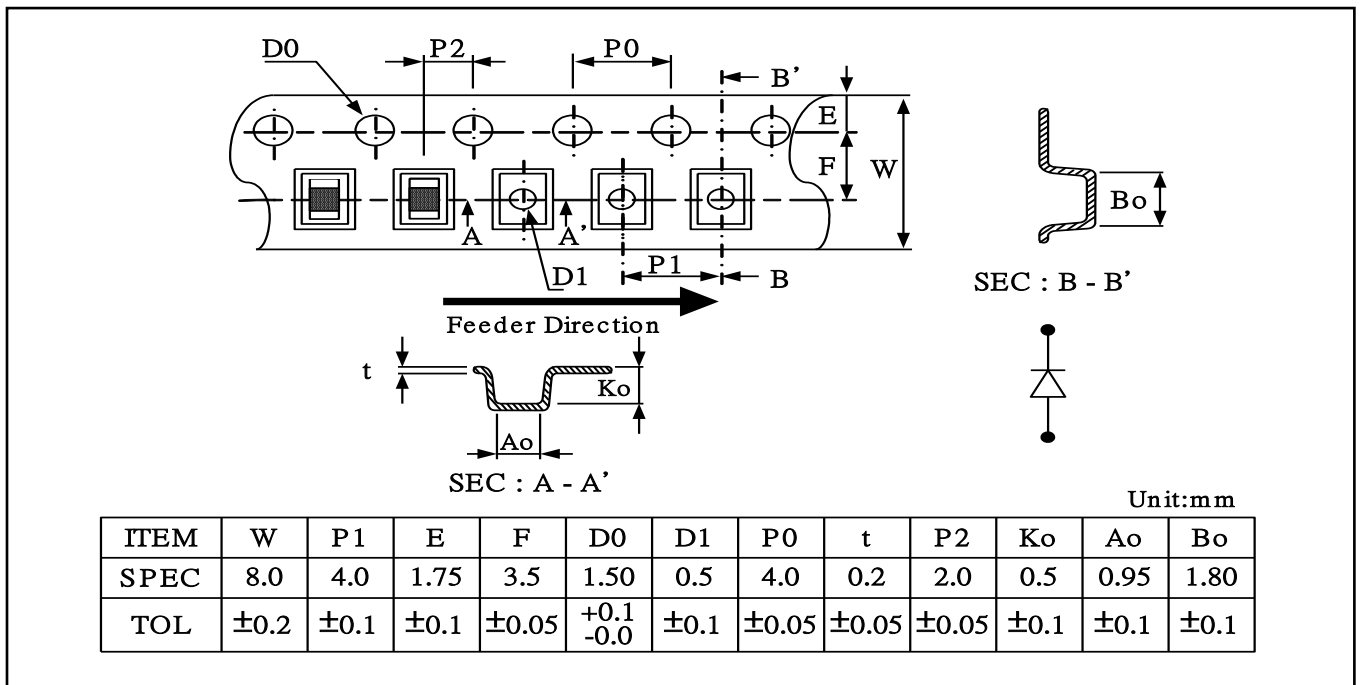 D0
P2
P0
B'
E
F
W
A
A'
D1
P1
B
Feeder Direction
Bo
SEC : B - B'
t
Ko
Ao
SEC : A - A'
Unit:mm
ITEM W P1 E F D0 D1 P0 t P2 Ko Ao Bo
SPEC 8.0 4.0 1.75 3.5 1.50 0.5 4.0 0.2 2.0 0.5 0.95 1.80
TOL ±0.2 ±0.1 ±0.1 ±0.05 +0.1 -0.0 ±0.1 ±0.05 ±0.05 ±0.05 ±0.1 ±0.1 ±0.1